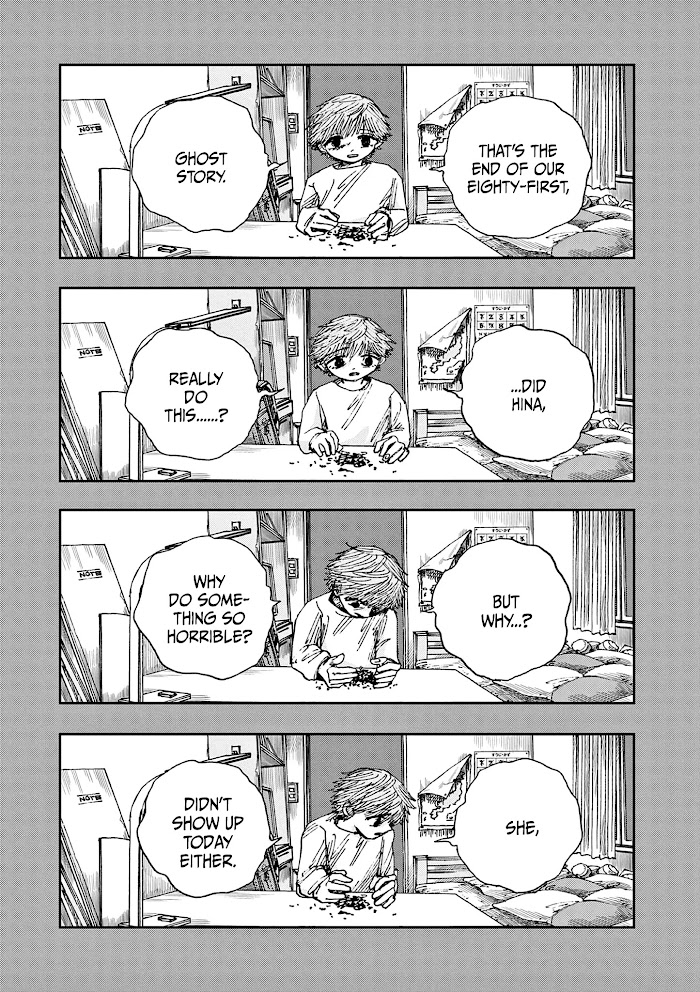 THAT'S THE
END OF OUR
EIGHTY-FIRST,
GHOST
STORY.
NOTE
...DID
HINA,
REALLY
DO
THIS......?
NOTE
BUT
WHY...?
WHY
DO SOME-
THING SO
HORRIBLE?
NOTE
SHE,
DIDN'T
SHOW UP
TODAY
EITHER.
NOTE